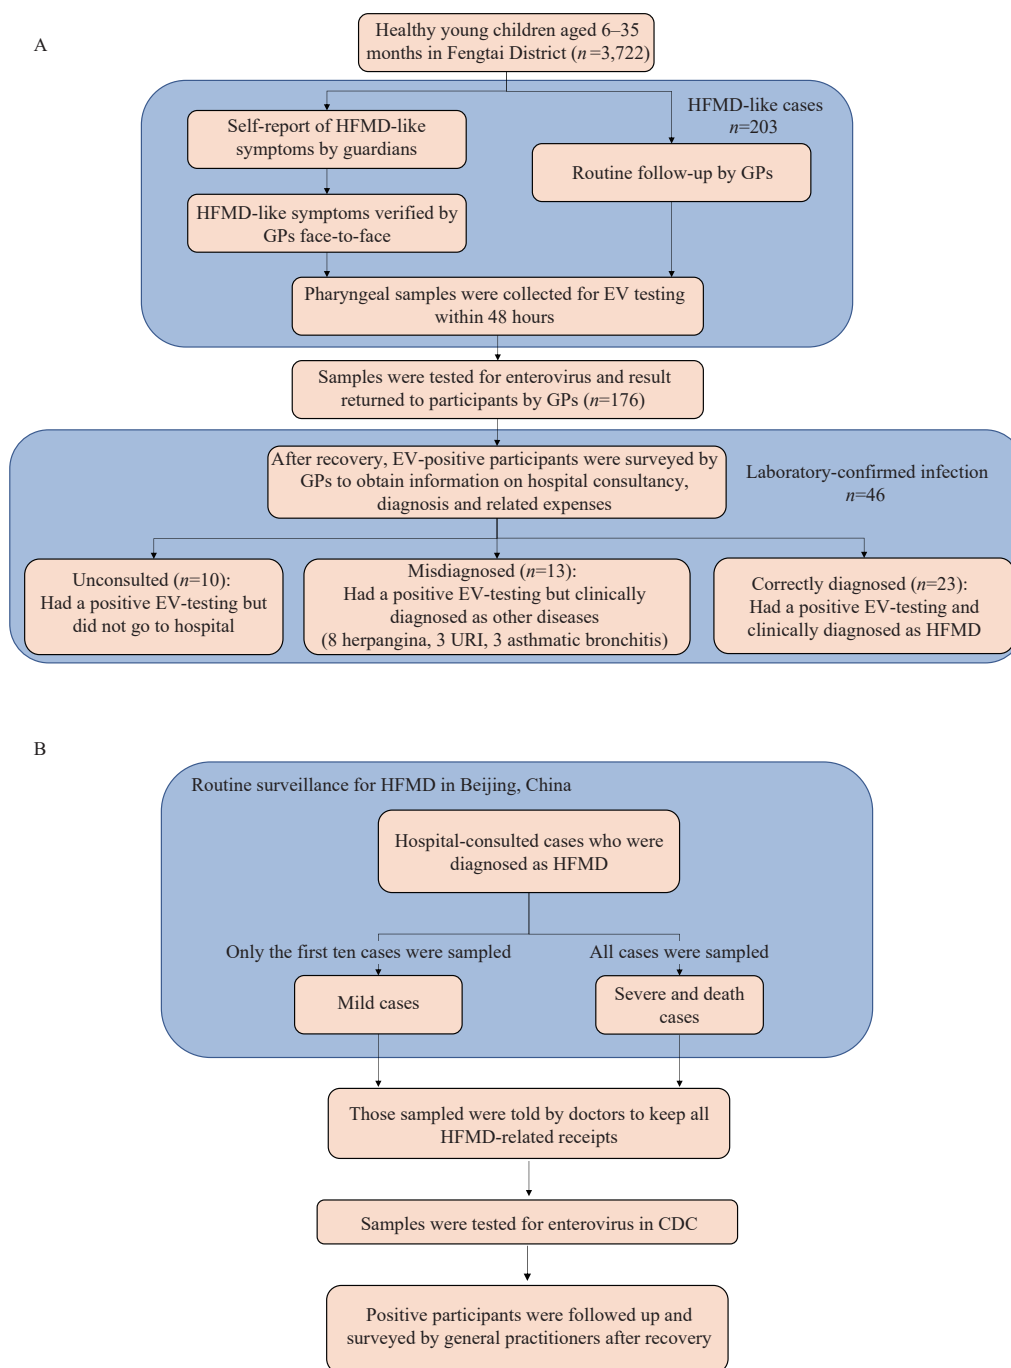 A
Healthy young children aged 6–35
months in Fengtai District (n=3,722)
HFMD-like cases
n=203
Self-report of HFMD-like
symptoms by guardians
Routine follow-up by GPs
HFMD-like symptoms verified by
GPs face-to-face
Pharyngeal samples were collected for EV testing
within 48 hours
Samples were tested for enterovirus and result
returned to participants by GPs (n=176)
After recovery, EV-positive participants were surveyed by
GPs to obtain information on hospital consultancy,
diagnosis and related expenses
Laboratory-confirmed infection
n=46
Unconsulted (n=10):
Had a positive EV-testing but
did not go to hospital
Misdiagnosed (n=13):
Had a positive EV-testing but clinically
diagnosed as other diseases
(8 herpangina, 3 URI, 3 asthmatic bronchitis)
Correctly diagnosed (n=23):
Had a positive EV-testing and
clinically diagnosed as HFMD
B
Routine surveillance for HFMD in Beijing, China
Hospital-consulted cases who were
diagnosed as HFMD
Only the first ten cases were sampled
All cases were sampled
Mild cases
Severe and death
cases
Those sampled were told by doctors to keep all
HFMD-related receipts
Samples were tested for enterovirus in CDC
Positive participants were followed up and
surveyed by general practitioners after recovery